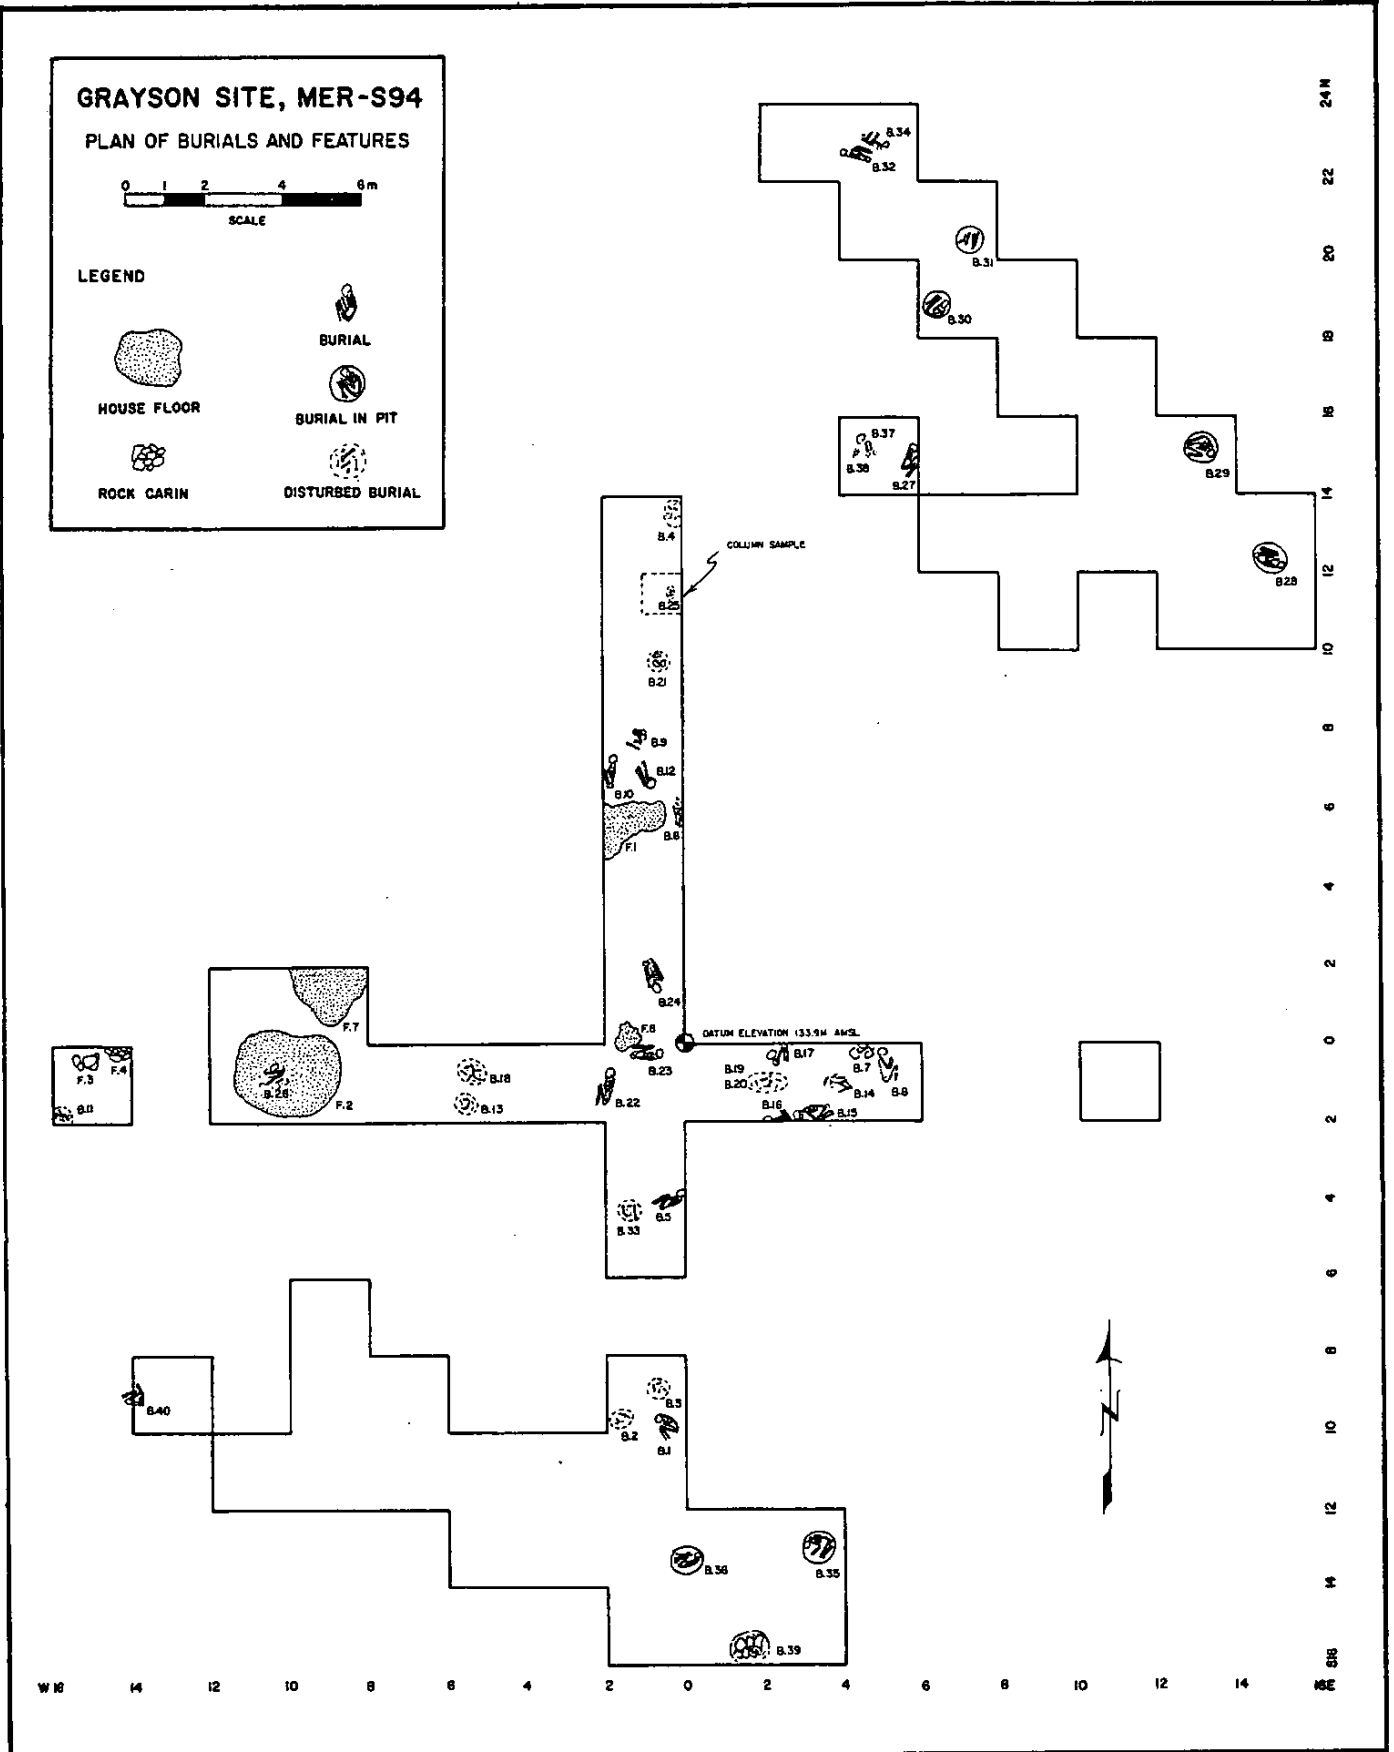 GRAYSON SITE, MER-S94
PLAN OF BURIALS AND FEATURES
0 1 2 4 6m
SCALE
LEGEND
BURIAL
HOUSE FLOOR
BURIAL IN PIT
ROCK CARIN
DISTURBED BURIAL
24 N
B.34
B.32
22
B.31
20
B.30
18
16
B.37
B.38
B.27
B.29
14
B.4
COLUMN SAMPLE
B.25
12
B.28
B.21
10
8
B.9
B.12
B.10
6
F.1
B.6
4
2
B.24
F.7
F.8
DATUM ELEVATION 133.9M AMSL
0
F.3
F.4
B.11
B.26
F.2
B.18
B.13
B.23
B.22
B.17
B.19
B.20
B.16
B.7
B.14
B.8
B.15
2
B.33
B.5
4
6
N
8
B.40
B.3
B.2
B.1
10
12
B.36
B.35
14
B.39
S16
W 16 14 12 10 8 6 4 2 0 2 4 6 8 10 12 14 16E